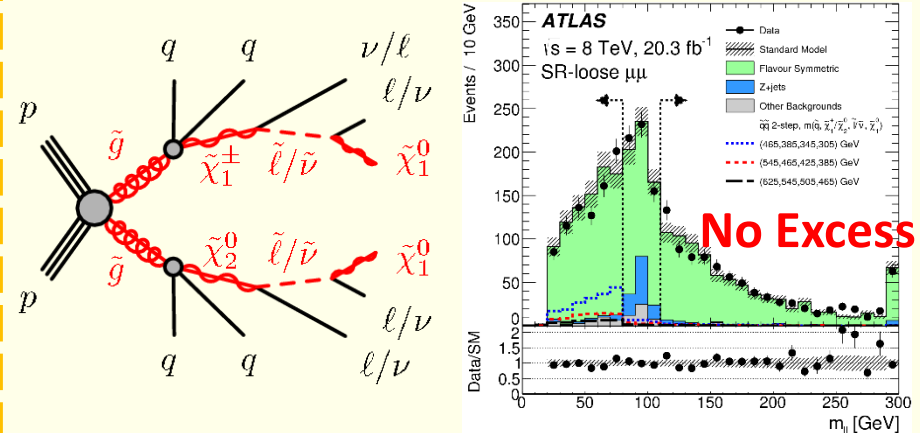 q q ν/ℓ
ℓ/ν
p
g̃
χ̃₁± ℓ̃/ν̃ χ̃₁⁰
χ̃₂⁰ ℓ̃/ν̃ χ̃₁⁰
g̃
p
ℓ/ν
q q ℓ/ν
Events / 10 GeV
ATLAS
√s = 8 TeV, 20.3 fb⁻¹
SR-loose μμ
Data
Standard Model
Flavour Symmetric
Z+jets
Other Backgrounds
q̃q̃ 2-step, m(q̃, χ̃₁±/χ̃₂⁰, l̃/ν̃, χ̃₁⁰)
(465,385,345,305) GeV
(545,465,425,385) GeV
(625,545,505,465) GeV
No Excess
350
300
250
200
150
100
50
0
Data/SM
2
1.5
1
0.5
0
0 50 100 150 200 250 300
m_ll [GeV]